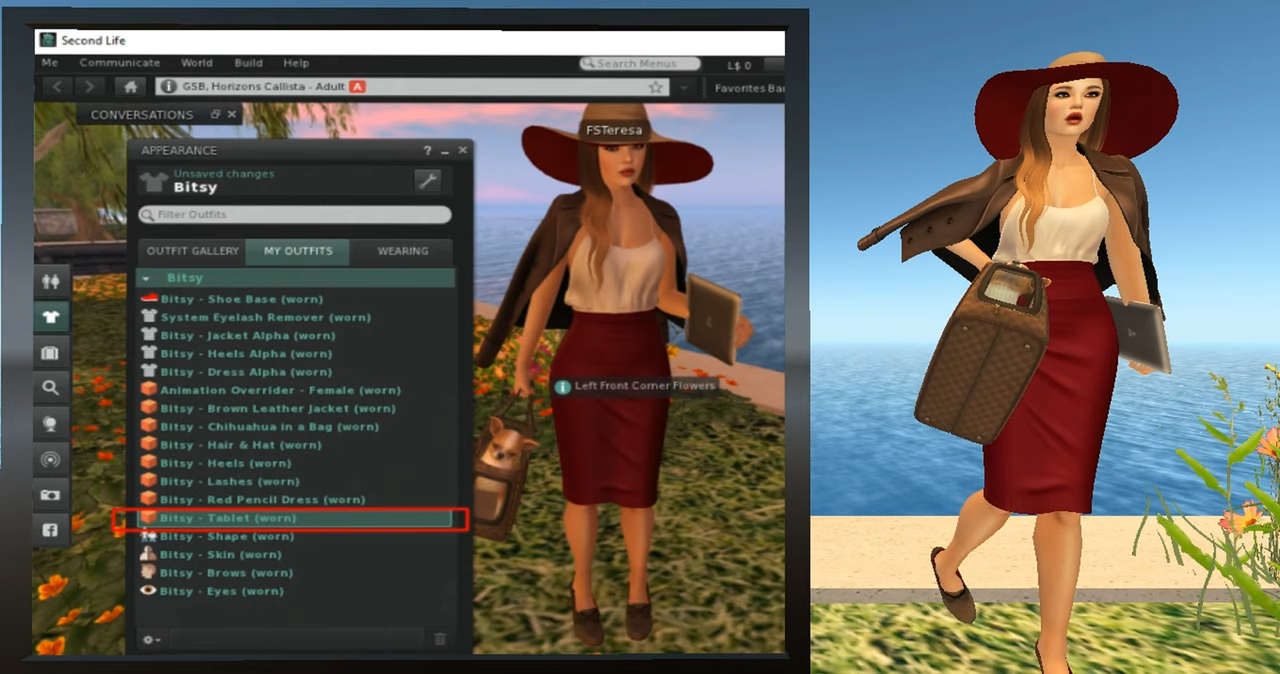 Second Life
Me Communicate World Build Help Search Menus L$ 0
GSB, Horizons Callista - Adult A Favorites Bar
CONVERSATIONS
FSTeresa
APPEARANCE ?
Unsaved changes
Bitsy
Filter Outfits
OUTFIT GALLERY MY OUTFITS WEARING
Bitsy
Bitsy - Shoe Base (worn)
System Eyelash Remover (worn)
Bitsy - Jacket Alpha (worn)
Bitsy - Heels Alpha (worn)
Bitsy - Dress Alpha (worn)
Left Front Corner Flowers
Animation Overrider - Female (worn)
Bitsy - Brown Leather Jacket (worn)
Bitsy - Chihuahua in a Bag (worn)
Bitsy - Hair & Hat (worn)
Bitsy - Heels (worn)
Bitsy - Lashes (worn)
Bitsy - Red Pencil Dress (worn)
Bitsy - Tablet (worn)
Bitsy - Shape (worn)
Bitsy - Skin (worn)
Bitsy - Brows (worn)
Bitsy - Eyes (worn)